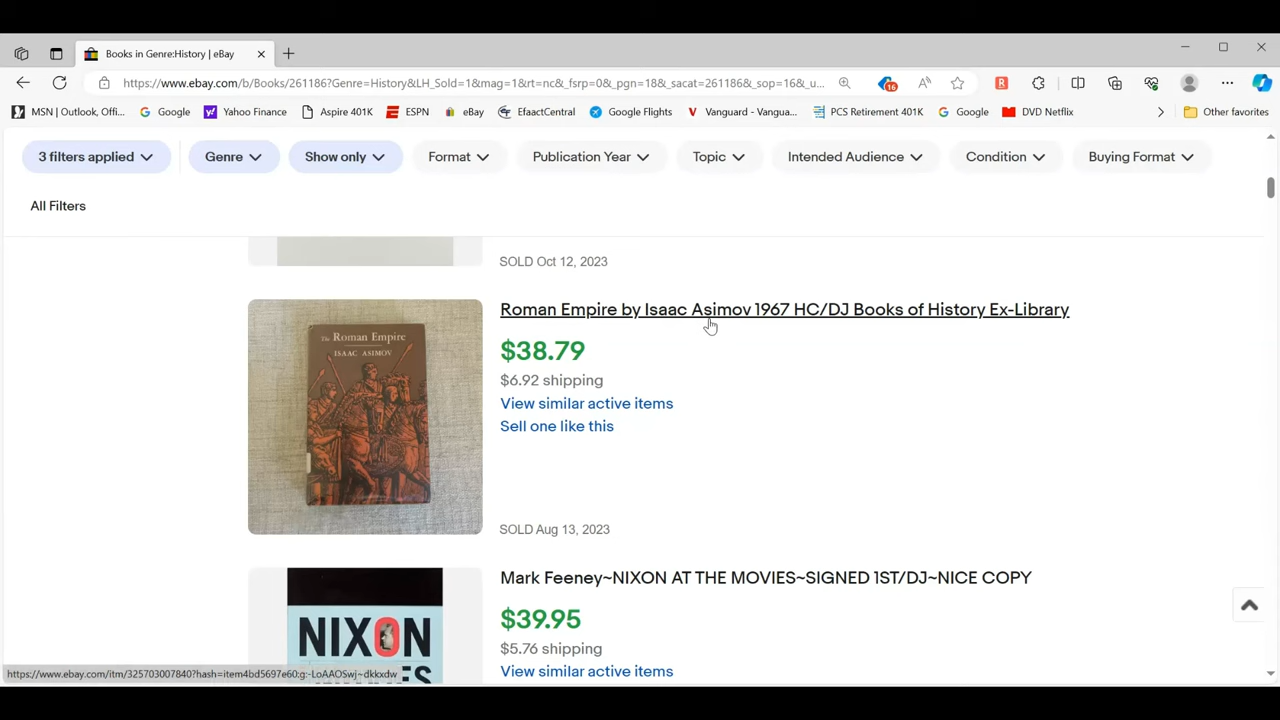 Books in Genre:History | eBay
https://www.ebay.com/b/Books/261186?Genre=History&LH_Sold=1&mag=1&rt=nc&_fsrp=0&_pgn=18&_sacat=261186&_sop=16&_u...
16
MSN | Outlook, Offi...
Google
Yahoo Finance
Aspire 401K
ESPN
eBay
EfaactCentral
Google Flights
Vanguard - Vangua...
PCS Retirement 401K
Google
DVD Netflix
Other favorites
3 filters applied
Genre
Show only
Format
Publication Year
Topic
Intended Audience
Condition
Buying Format
All Filters
SOLD Oct 12, 2023
Roman Empire by Isaac Asimov 1967 HC/DJ Books of History Ex-Library
$38.79
$6.92 shipping
View similar active items
Sell one like this
The Roman Empire
ISAAC ASIMOV
SOLD Aug 13, 2023
Mark Feeney~NIXON AT THE MOVIES~SIGNED 1ST/DJ~NICE COPY
$39.95
$5.76 shipping
View similar active items
NIXON
https://www.ebay.com/itm/325703007840?hash=item4bd5697e60:g:-LoAAOSwj~dkkxdw